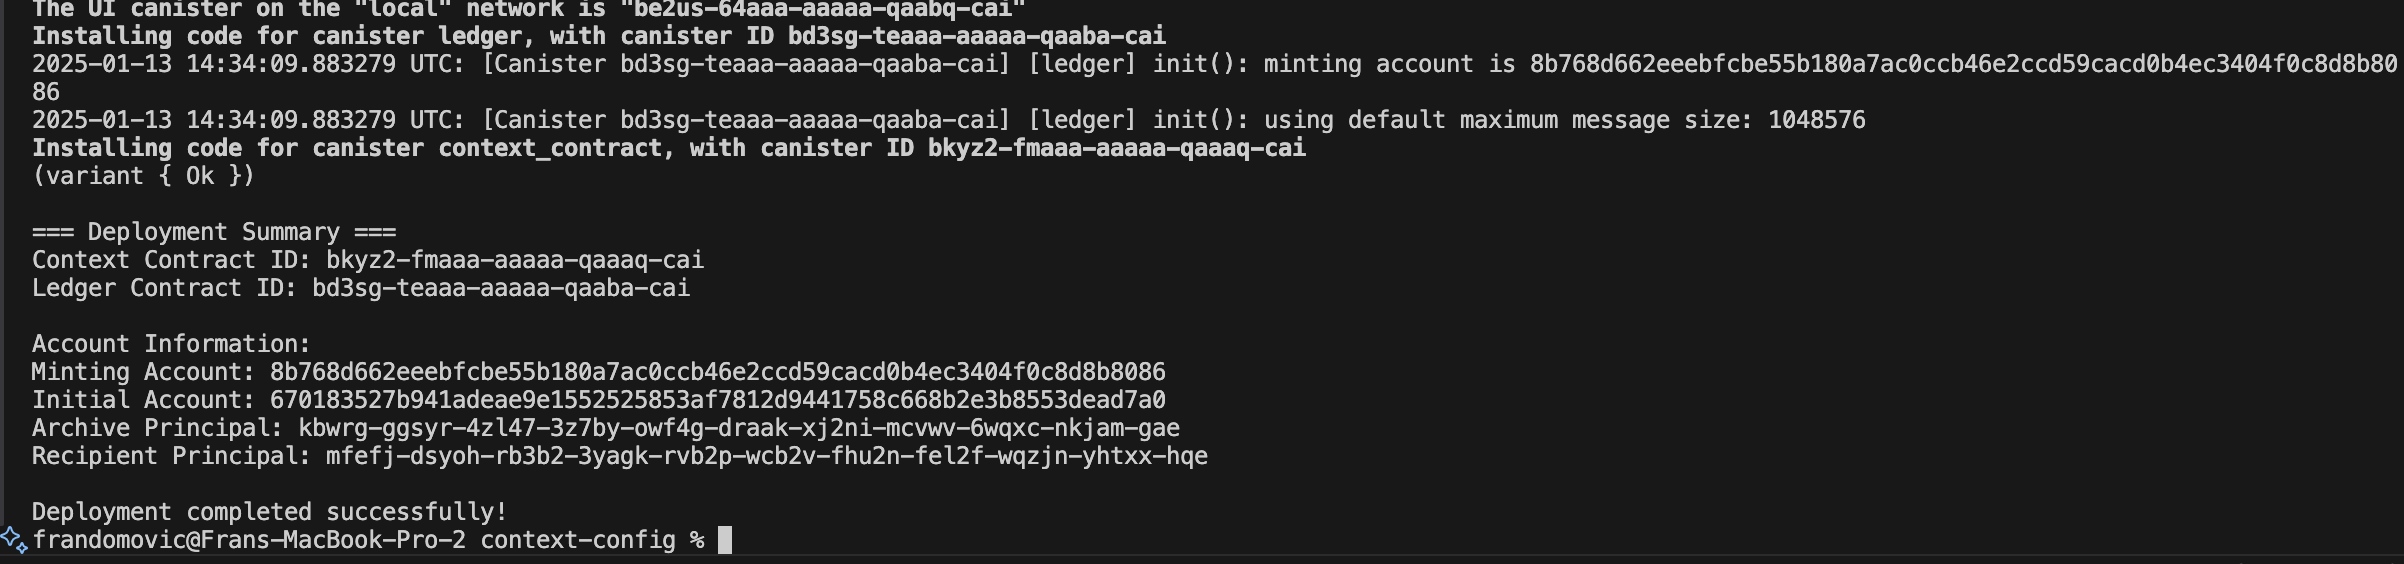 The UI canister on the "local" network is "be2us-64aaa-aaaaa-qaabq-cai"
Installing code for canister ledger, with canister ID bd3sg-teaaa-aaaaa-qaaba-cai
2025-01-13 14:34:09.883279 UTC: [Canister bd3sg-teaaa-aaaaa-qaaba-cai] [ledger] init(): minting account is 8b768d662eeebfcbe55b180a7ac0ccb46e2ccd59cacd0b4ec3404f0c8d8b80
86
2025-01-13 14:34:09.883279 UTC: [Canister bd3sg-teaaa-aaaaa-qaaba-cai] [ledger] init(): using default maximum message size: 1048576
Installing code for canister context_contract, with canister ID bkyz2-fmaaa-aaaaa-qaaaq-cai
(variant { Ok })
=== Deployment Summary ===
Context Contract ID: bkyz2-fmaaa-aaaaa-qaaaq-cai
Ledger Contract ID: bd3sg-teaaa-aaaaa-qaaba-cai
Account Information:
Minting Account: 8b768d662eeebfcbe55b180a7ac0ccb46e2ccd59cacd0b4ec3404f0c8d8b8086
Initial Account: 670183527b941adeae9e1552525853af7812d9441758c668b2e3b8553dead7a0
Archive Principal: kbwrg-ggsyr-4zl47-3z7by-owf4g-draak-xj2ni-mcvwv-6wqxc-nkjam-gae
Recipient Principal: mfefj-dsyoh-rb3b2-3yagk-rvb2p-wcb2v-fhu2n-fel2f-wqzjn-yhtxx-hqe
Deployment completed successfully!
frandomovic@Frans-MacBook-Pro-2 context-config %